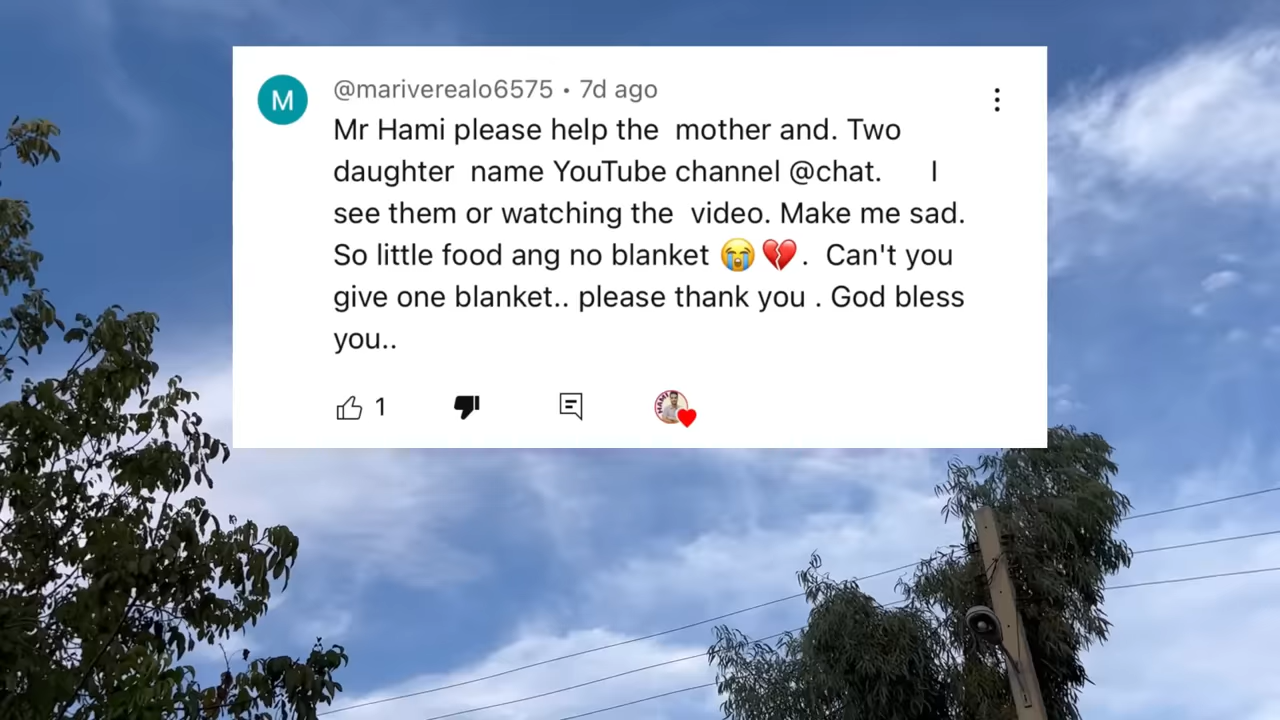 @mariverealo6575 • 7d ago
Mr Hami please help the  mother and. Two
daughter  name YouTube channel @chat.      I
see them or watching the  video. Make me sad.
So little food ang no blanket 😭💔.  Can't you
give one blanket.. please thank you . God bless
you..
1
HAMI